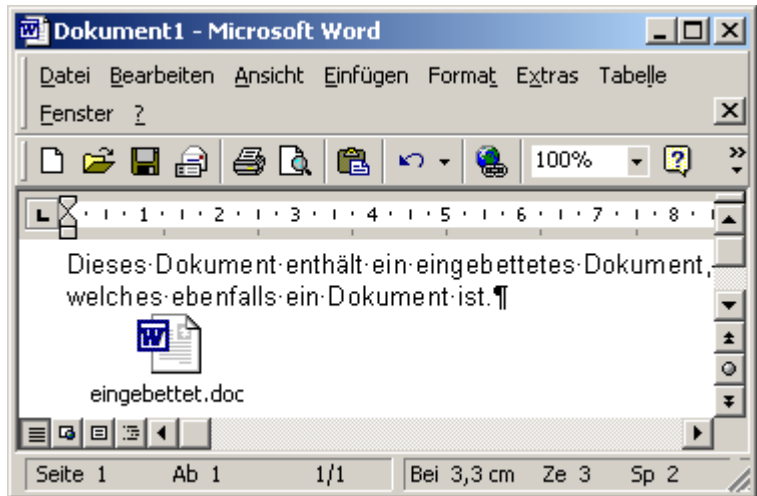 Dokument1 - Microsoft Word
Datei Bearbeiten Ansicht Einfügen Format Extras Tabelle
Fenster ?
100%
1 2 3 4 5 6 7 8
Dieses·Dokument·enthält·ein·eingebettetes·Dokument,
welches·ebenfalls·ein·Dokument·ist.¶
W
eingebettet.doc
Seite 1 Ab 1 1/1 Bei 3,3 cm Ze 3 Sp 2